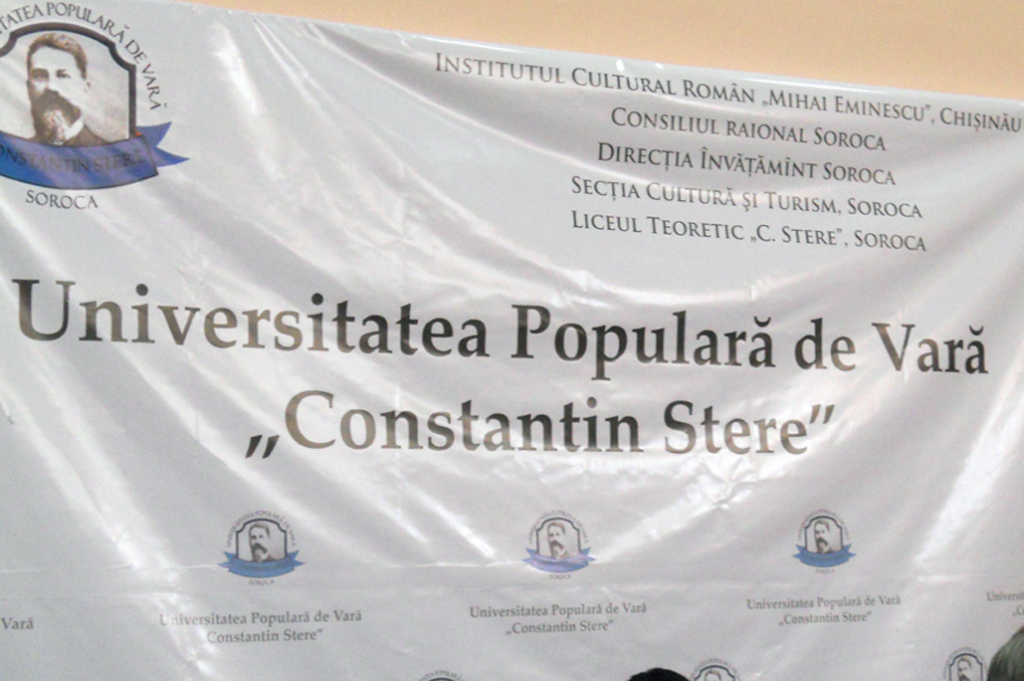 UNIVERSITATEA POPULARĂ DE VARĂ
CONSTANTIN STERE
SOROCA
INSTITUTUL CULTURAL ROMÂN „MIHAI EMINESCU”, CHIȘINĂU
CONSILIUL RAIONAL SOROCA
DIRECȚIA ÎNVĂȚĂMÎNT SOROCA
SECȚIA CULTURĂ ŞI TURISM, SOROCA
LICEUL TEORETIC „C. STERE”, SOROCA
Universitatea Populară de Vară
„Constantin Stere”
Vară
Universitatea Populară de Vară
„Constantin Stere”
Universitatea Populară de Vară
„Constantin Stere”
Universitatea Populară de Vară
„Constantin Stere”